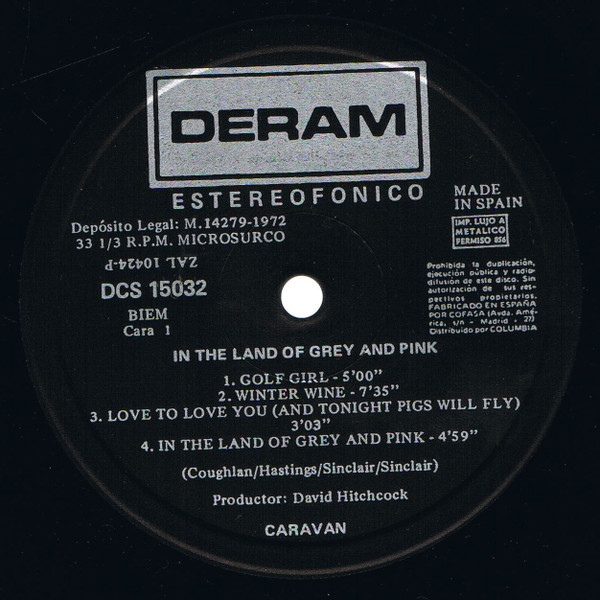 DERAM
ESTEREOFONICO
MADE
IN SPAIN
Depósito Legal: M.14279-1972
33 1/3 R.P.M. MICROSURCO
IMP. LUJO A
METALICO
PERMISO 856
ZAL 10424-P
DCS 15032
BIEM
Cara 1
Prohibida la duplicación,
ejecución pública y radio-
difusión de este disco. Sin
autorización de sus res-
pectivos propietarios.
FABRICADO EN ESPAÑA
POR COFASA (Avda. Amé-
rica, s/n - Madrid - 27)
Distribuido por COLUMBIA
IN THE LAND OF GREY AND PINK
1. GOLF GIRL - 5'00"
2. WINTER WINE - 7'35"
3. LOVE TO LOVE YOU (AND TONIGHT PIGS WILL FLY)
3'03"
4. IN THE LAND OF GREY AND PINK - 4'59"
(Coughlan/Hastings/Sinclair/Sinclair)
Productor: David Hitchcock
CARAVAN